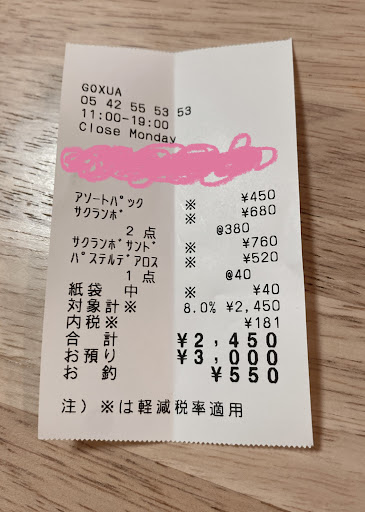 GOXUA
05 42 55 53 53
11:00-19:00
Close Monday
アソートパック ※ ¥450
サクランボ ※ ¥680
2 点 @380
サクランボサンド ※ ¥760
パステルデアロス ※ ¥520
1 点 @40
紙袋 中 ※ ¥40
対象計※ 8.0% ¥2,450
内税※ ¥181
合 計 ¥2,450
お預り ¥3,000
お 釣 ¥550
注) ※は軽減税率適用